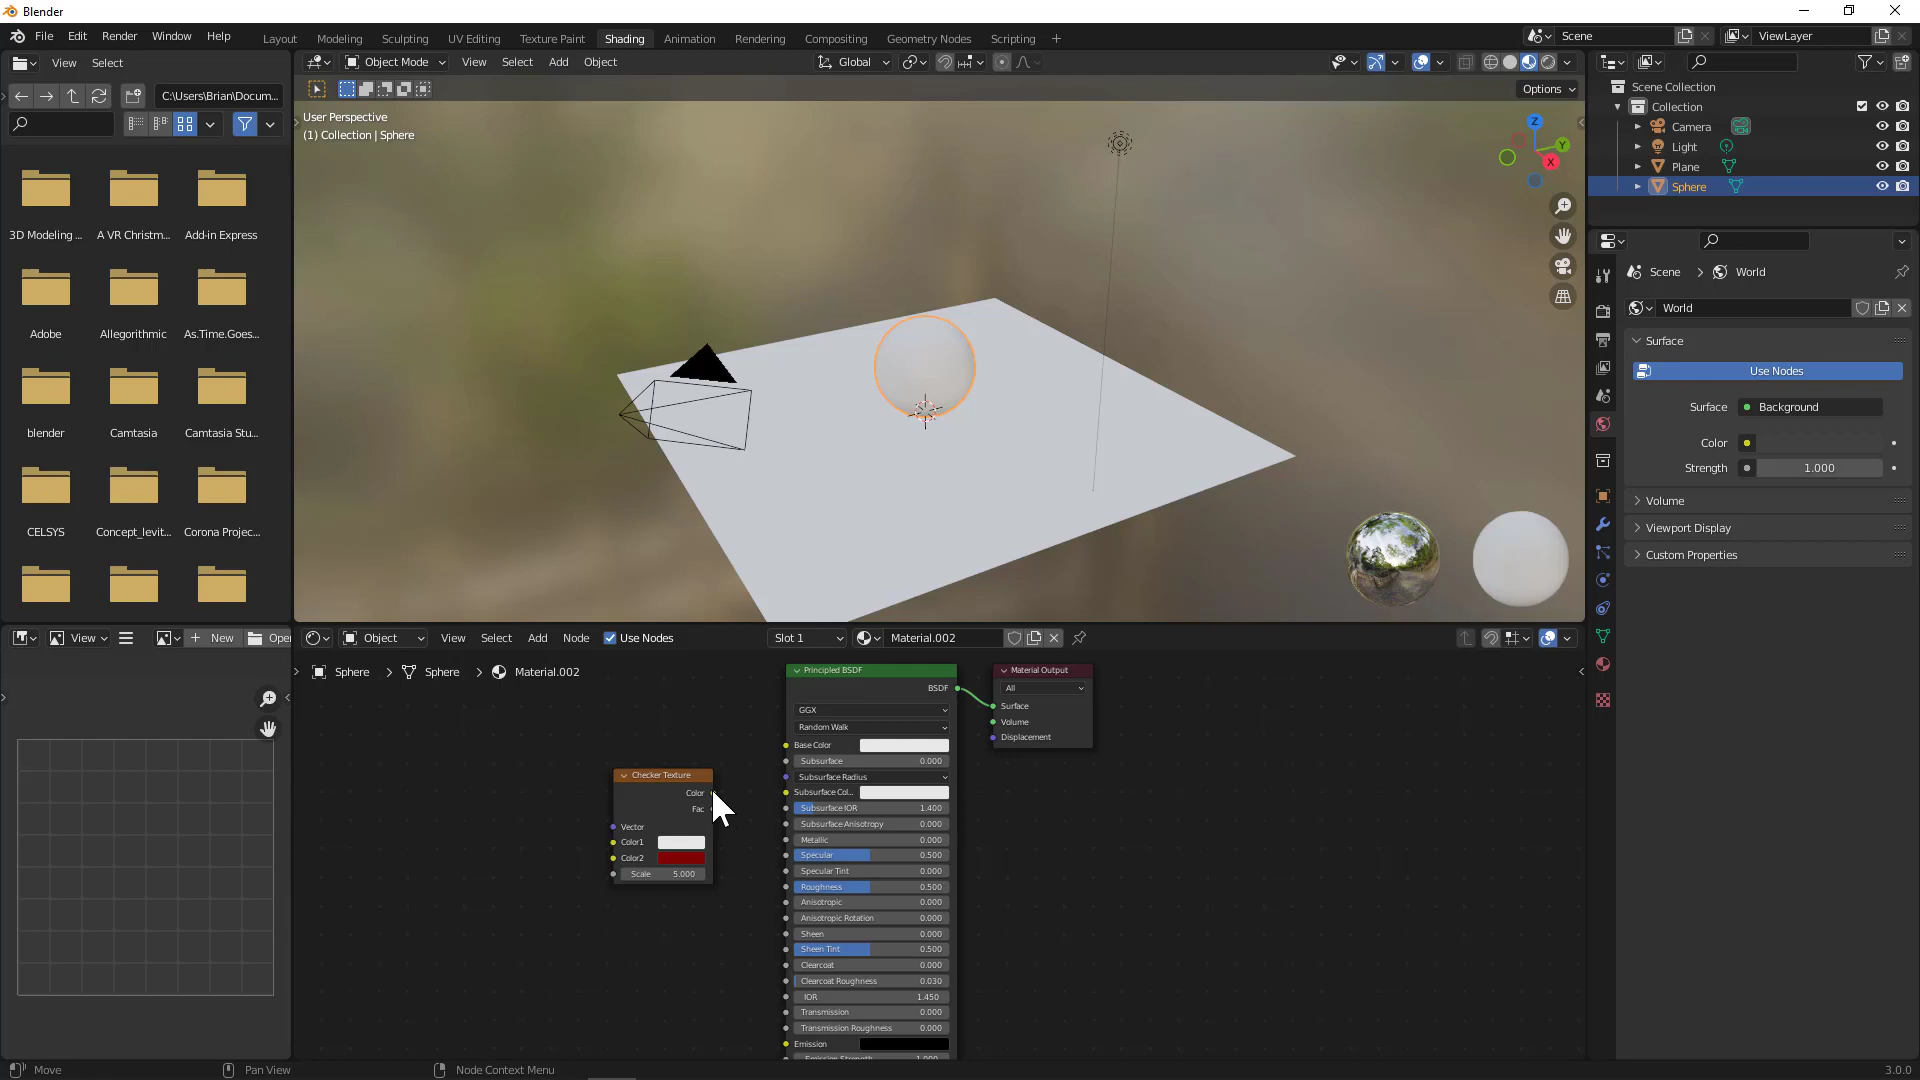 Blender
File Edit Render Window Help
Layout Modeling Sculpting UV Editing Texture Paint Shading Animation Rendering Compositing Geometry Nodes Scripting
Scene
ViewLayer
View Select
Object Mode View Select Add Object
Global
C:\Users\Brian\Docum...
Options
User Perspective
(1) Collection | Sphere
Z
Y
X
3D Modeling ... A VR Christm... Add-in Express
Adobe Allegorithmic As.Time.Goes...
blender Camtasia Camtasia Stu...
CELSYS Concept_levit... Corona Projec...
Scene Collection
Collection
Camera
Light
Plane
Sphere
Scene > World
World
Surface
Use Nodes
Surface Background
Color
Strength 1.000
Volume
Viewport Display
Custom Properties
View New Open
Object View Select Add Node Use Nodes Slot 1 Material.002
Sphere > Sphere > Material.002
Principled BSDF
BSDF
GGX
Random Walk
Base Color
Subsurface 0.000
Subsurface Radius
Subsurface Col...
Subsurface IOR 1.400
Subsurface Anisotropy 0.000
Metallic 0.000
Specular 0.500
Specular Tint 0.000
Roughness 0.500
Anisotropic 0.000
Anisotropic Rotation 0.000
Sheen 0.000
Sheen Tint 0.500
Clearcoat 0.000
Clearcoat Roughness 0.030
IOR 1.450
Transmission 0.000
Transmission Roughness 0.000
Emission
Emission Strength 1.000
Material Output
All
Surface
Volume
Displacement
Checker Texture
Color
Fac
Vector
Color1
Color2
Scale 5.000
Move Pan View Node Context Menu
3.0.0